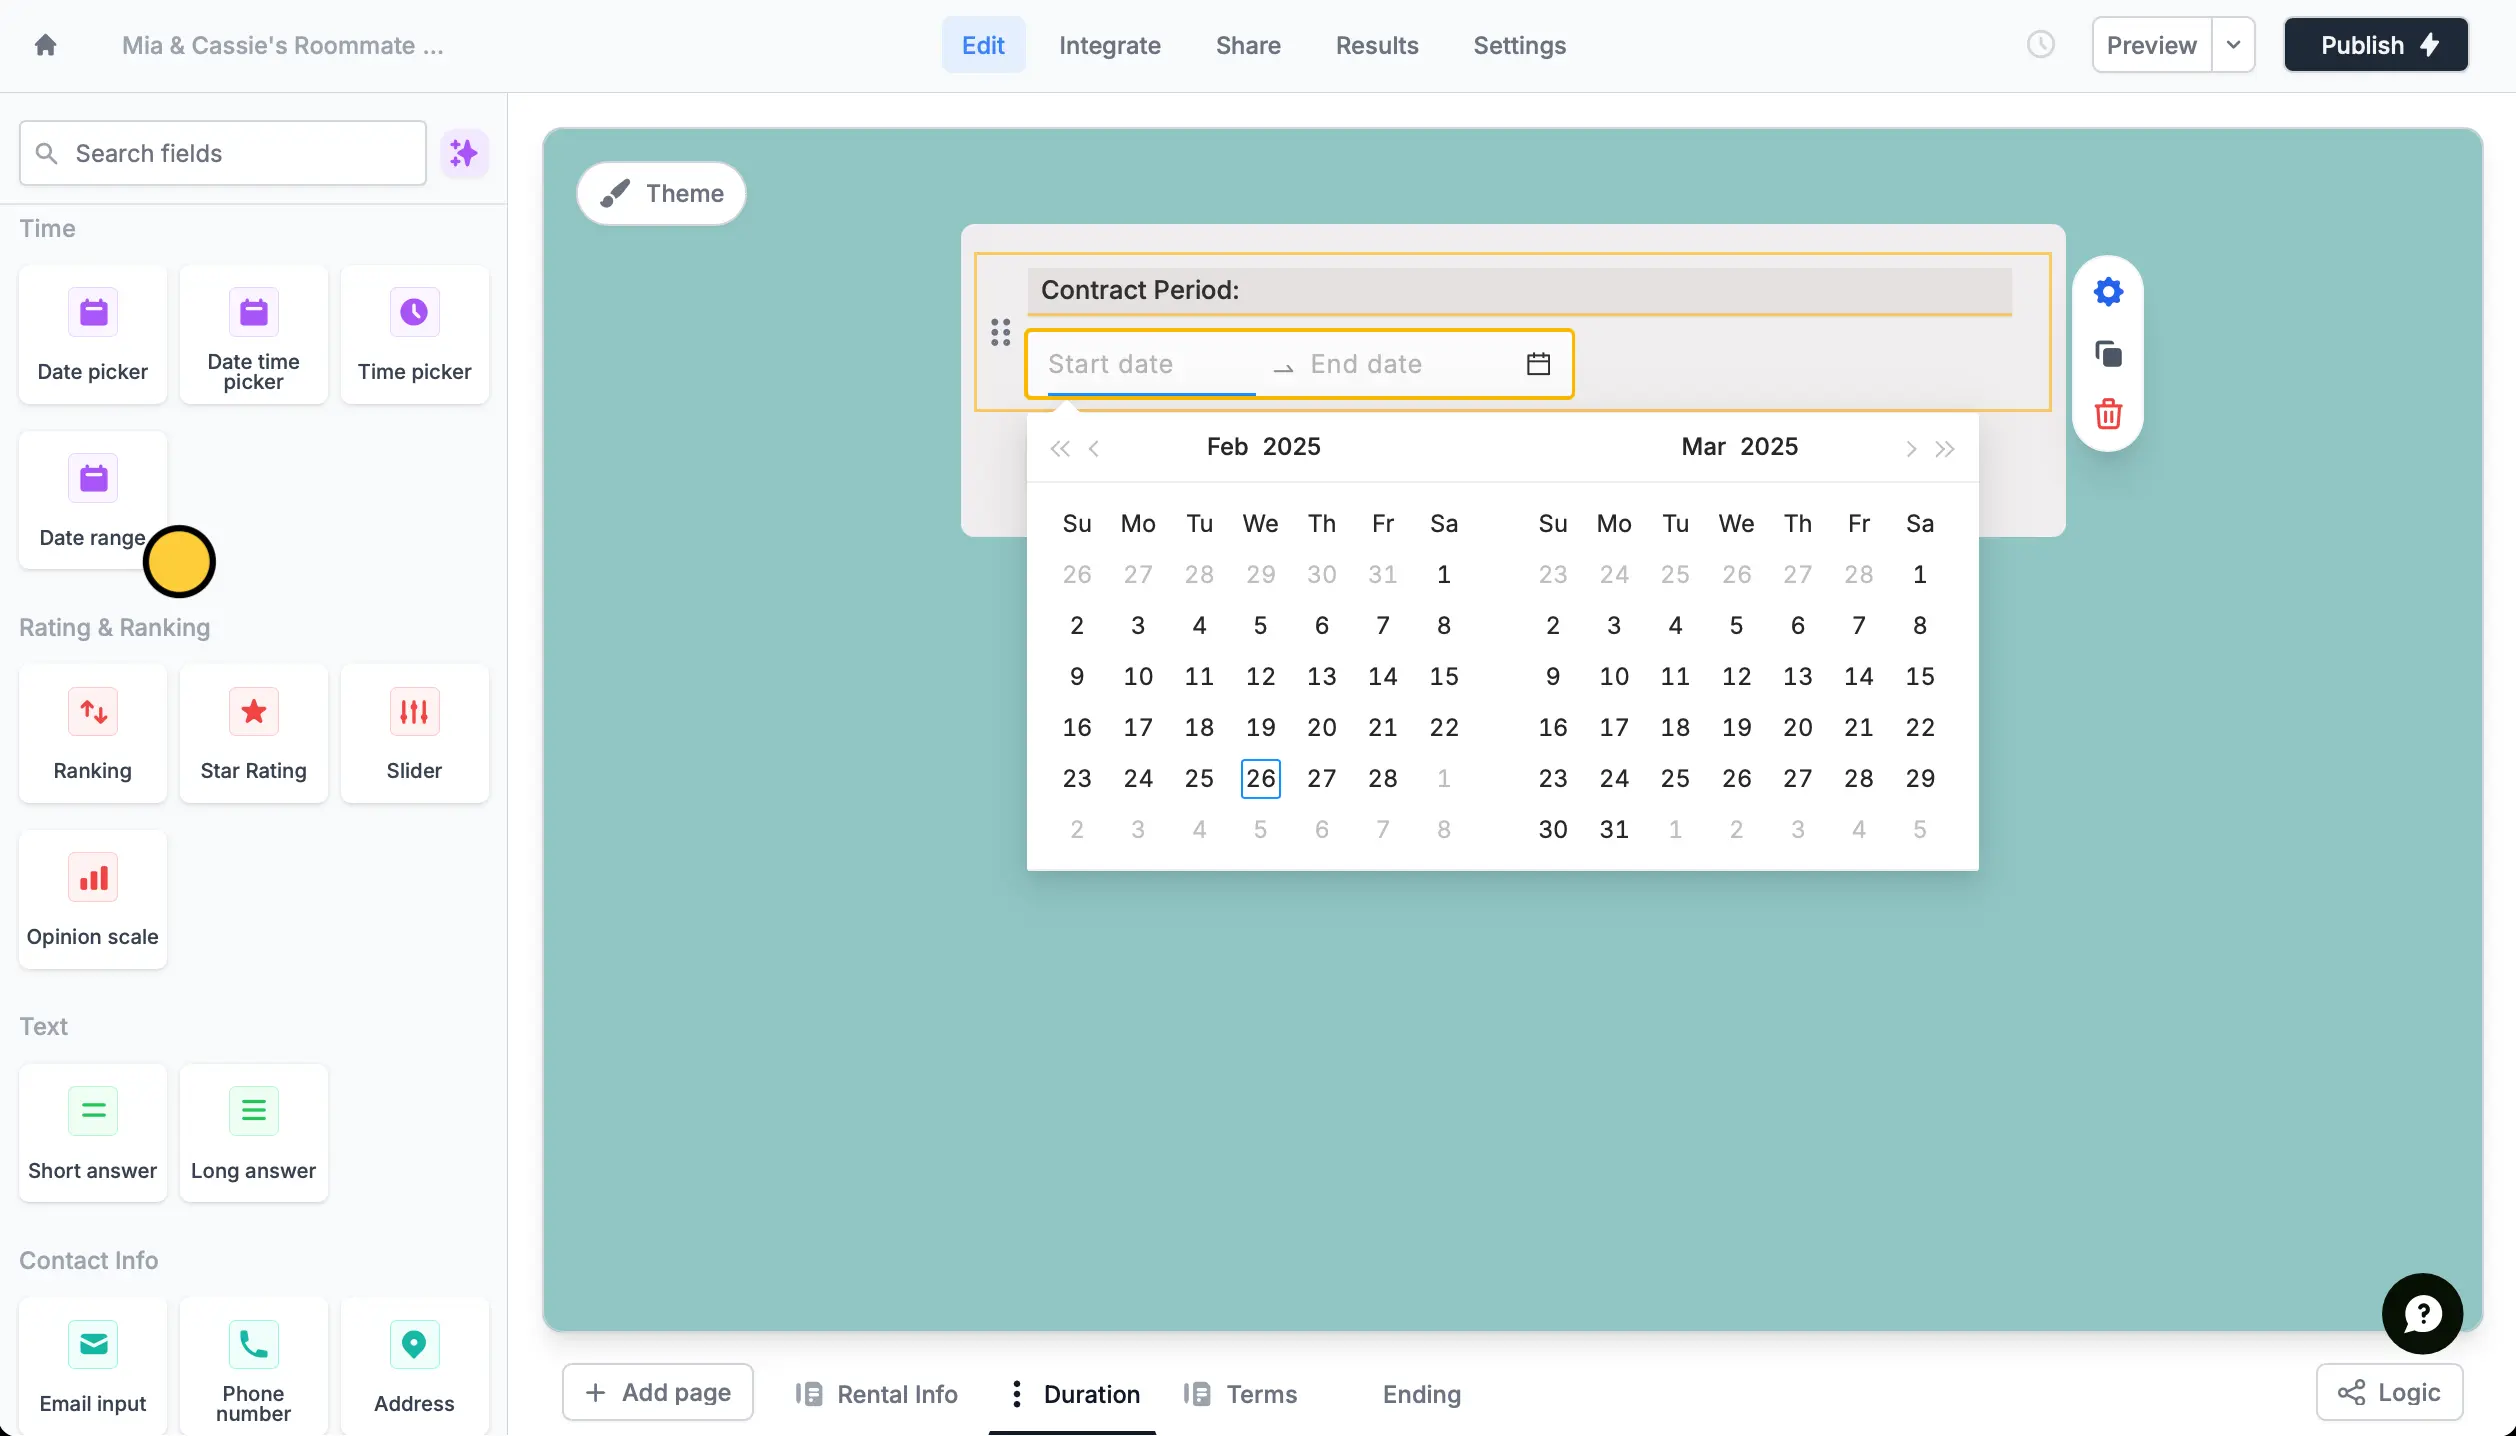 Mia & Cassie's Roommate ...
Edit
Integrate
Share
Results
Settings
Preview
Publish
Search fields
Time
Date picker
Date time
picker
Time picker
Date range
Rating & Ranking
Ranking
Star Rating
Slider
Opinion scale
Text
Short answer
Long answer
Contact Info
Email input
Phone
number
Address
Theme
Contract Period:
Start date → End date
Feb 2025
Su Mo Tu We Th Fr Sa
26 27 28 29 30 31 1
2 3 4 5 6 7 8
9 10 11 12 13 14 15
16 17 18 19 20 21 22
23 24 25 26 27 28 1
2 3 4 5 6 7 8
Mar 2025
Su Mo Tu We Th Fr Sa
23 24 25 26 27 28 1
2 3 4 5 6 7 8
9 10 11 12 13 14 15
16 17 18 19 20 21 22
23 24 25 26 27 28 29
30 31 1 2 3 4 5
+ Add page
Rental Info
Duration
Terms
Ending
Logic